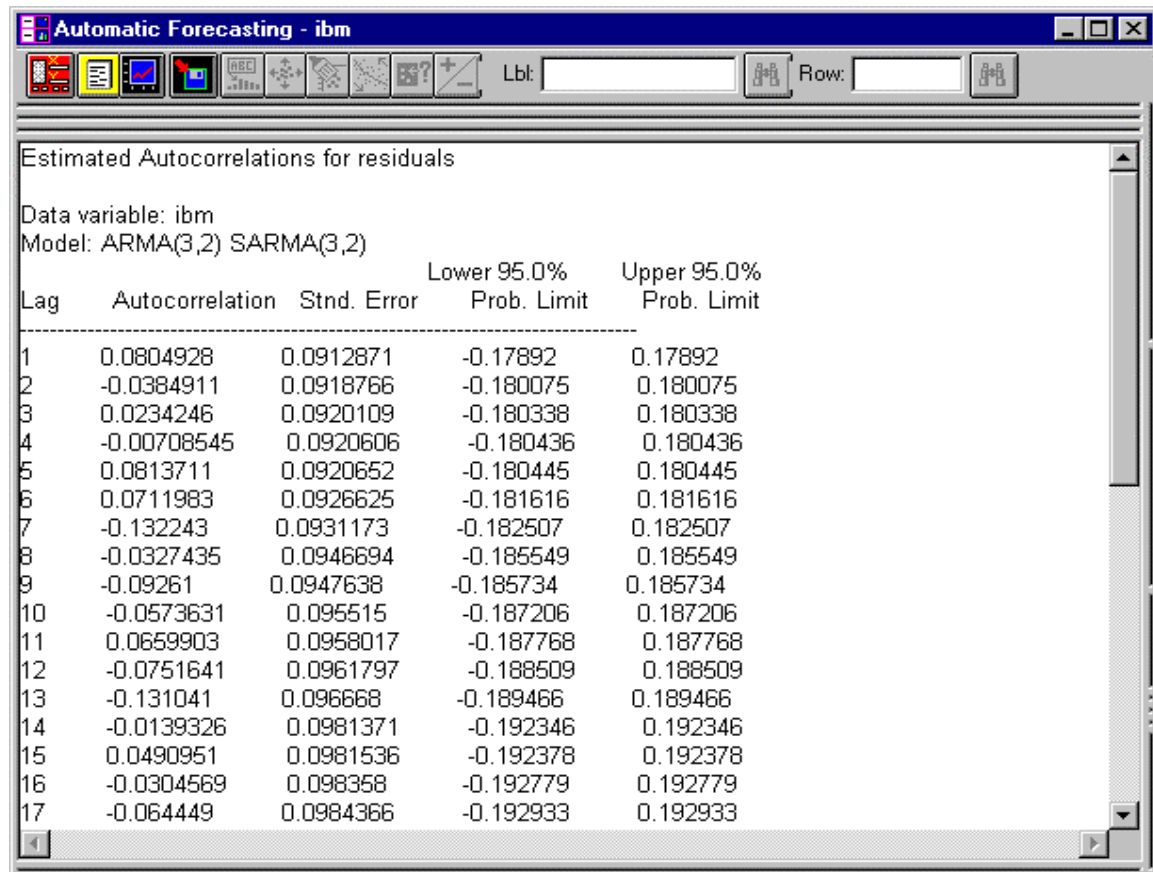 Automatic Forecasting - ibm
ABC Lbl: Row:
Estimated Autocorrelations for residuals
Data variable: ibm
Model: ARMA(3,2) SARMA(3,2)
Lower 95.0% Upper 95.0%
Lag Autocorrelation Stnd. Error Prob. Limit Prob. Limit
--------------------------------------------------------------------------------
1 0.0804928 0.0912871 -0.17892 0.17892
2 -0.0384911 0.0918766 -0.180075 0.180075
3 0.0234246 0.0920109 -0.180338 0.180338
4 -0.00708545 0.0920606 -0.180436 0.180436
5 0.0813711 0.0920652 -0.180445 0.180445
6 0.0711983 0.0926625 -0.181616 0.181616
7 -0.132243 0.0931173 -0.182507 0.182507
8 -0.0327435 0.0946694 -0.185549 0.185549
9 -0.09261 0.0947638 -0.185734 0.185734
10 -0.0573631 0.095515 -0.187206 0.187206
11 0.0659903 0.0958017 -0.187768 0.187768
12 -0.0751641 0.0961797 -0.188509 0.188509
13 -0.131041 0.096668 -0.189466 0.189466
14 -0.0139326 0.0981371 -0.192346 0.192346
15 0.0490951 0.0981536 -0.192378 0.192378
16 -0.0304569 0.098358 -0.192779 0.192779
17 -0.064449 0.0984366 -0.192933 0.192933